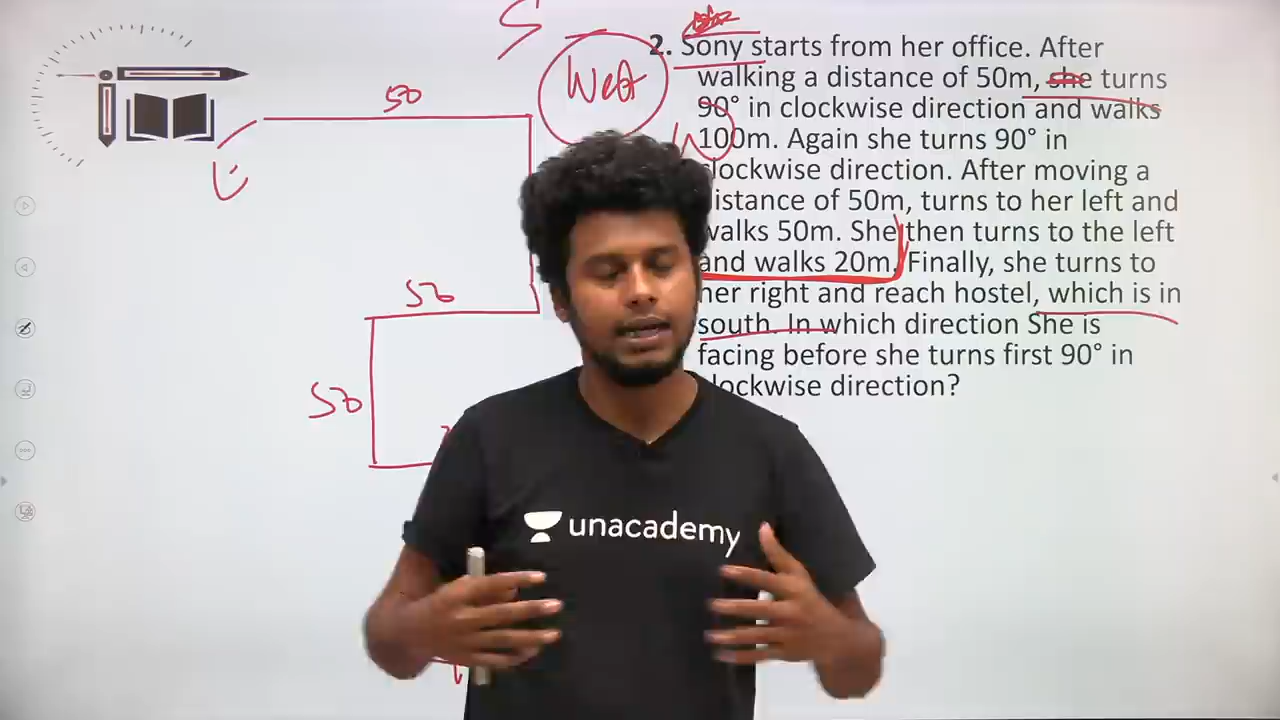 S
West
2. Sony starts from her office. After
walking a distance of 50m, she turns
90° in clockwise direction and walks
100m. Again she turns 90° in
clockwise direction. After moving a
distance of 50m, turns to her left and
walks 50m. She then turns to the left
and walks 20m. Finally, she turns to
her right and reach hostel, which is in
south. In which direction She is
facing before she turns first 90° in
clockwise direction?
50
50
50
unacademy